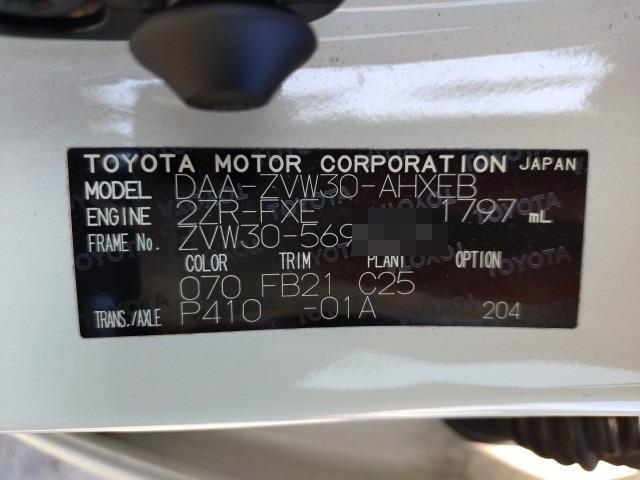 TOYOTA MOTOR CORPORATION JAPAN
MODEL DAA-ZVW30-AHXEB
ENGINE 2ZR-FXE 1797 mL
FRAME No. ZVW30-569
COLOR TRIM PLANT OPTION
070 FB21 C25
TRANS./AXLE P410 -01A 204